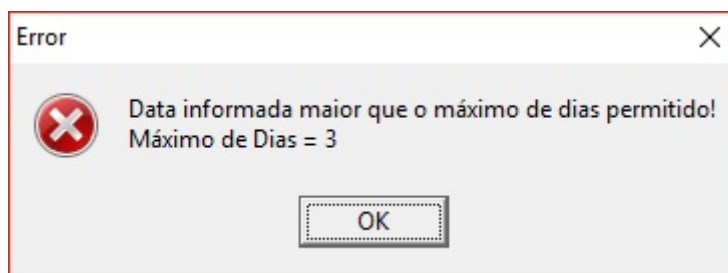 Error
Data informada maior que o máximo de dias permitido!
Máximo de Dias = 3
OK